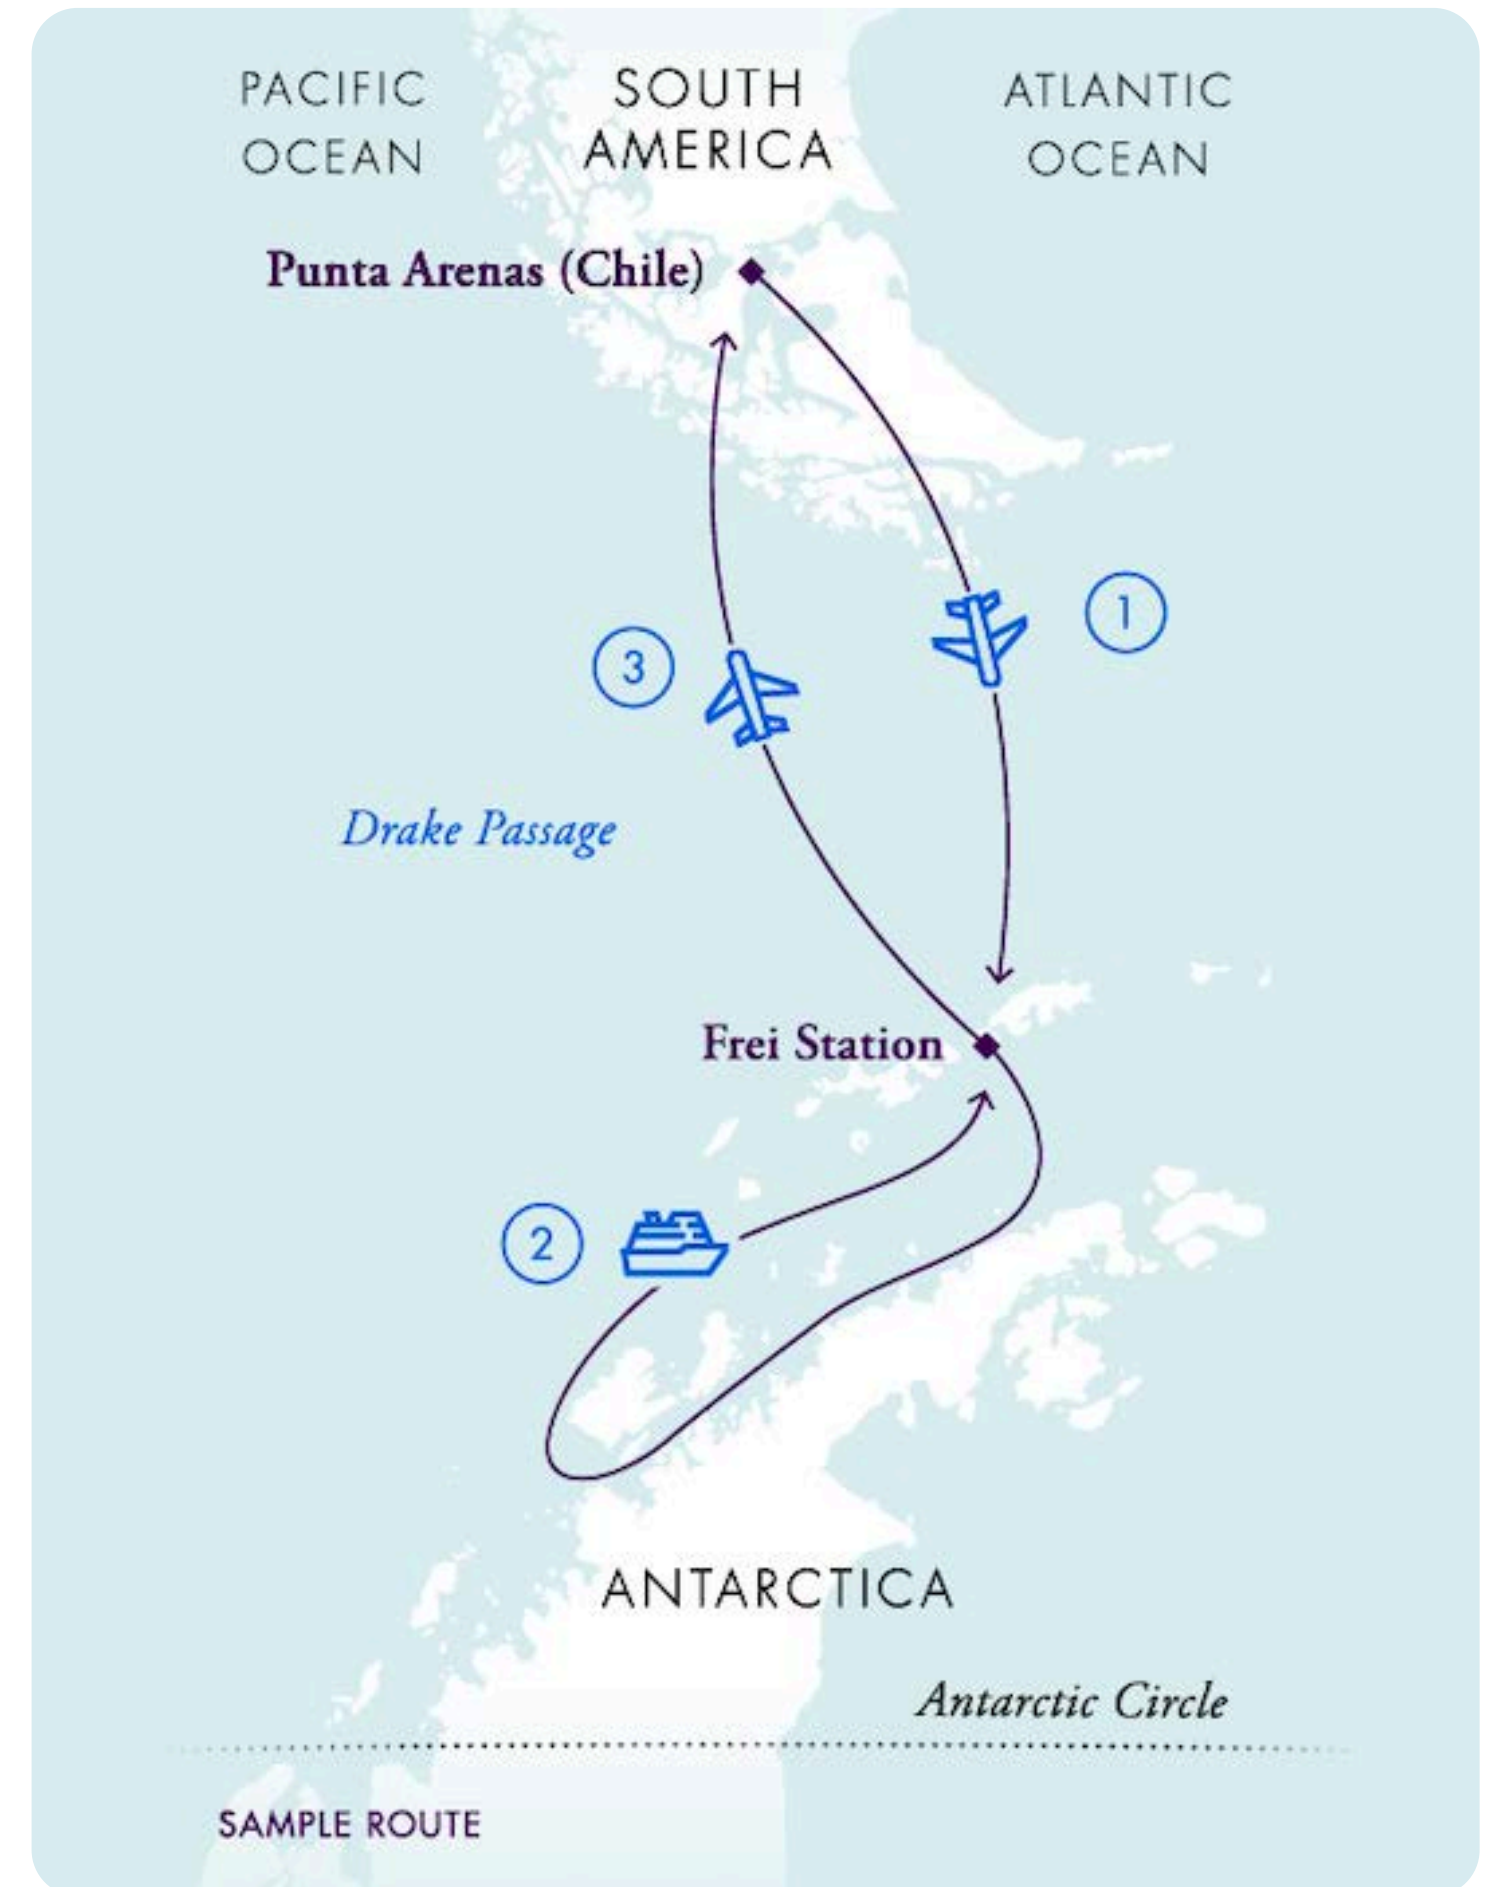 PACIFIC
OCEAN
SOUTH
AMERICA
ATLANTIC
OCEAN
Punta Arenas (Chile)
1
3
Drake Passage
Frei Station
2
ANTARCTICA
Antarctic Circle
SAMPLE ROUTE